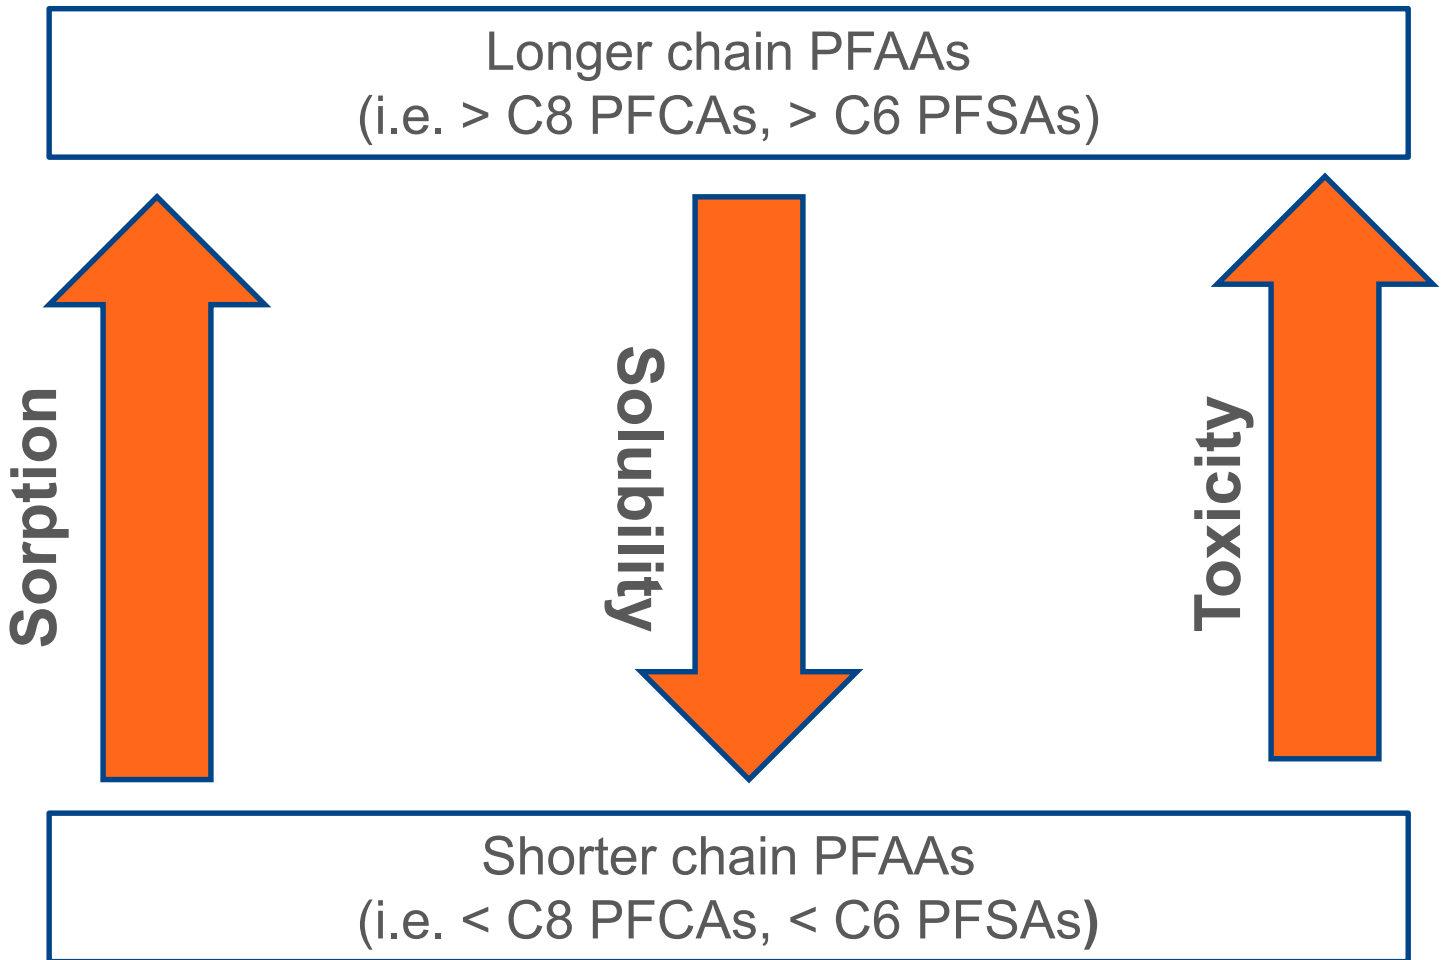 Longer chain PFAAs
(i.e. > C8 PFCAs, > C6 PFSAs)
Sorption
Solubility
Toxicity
Shorter chain PFAAs
(i.e. < C8 PFCAs, < C6 PFSAs)